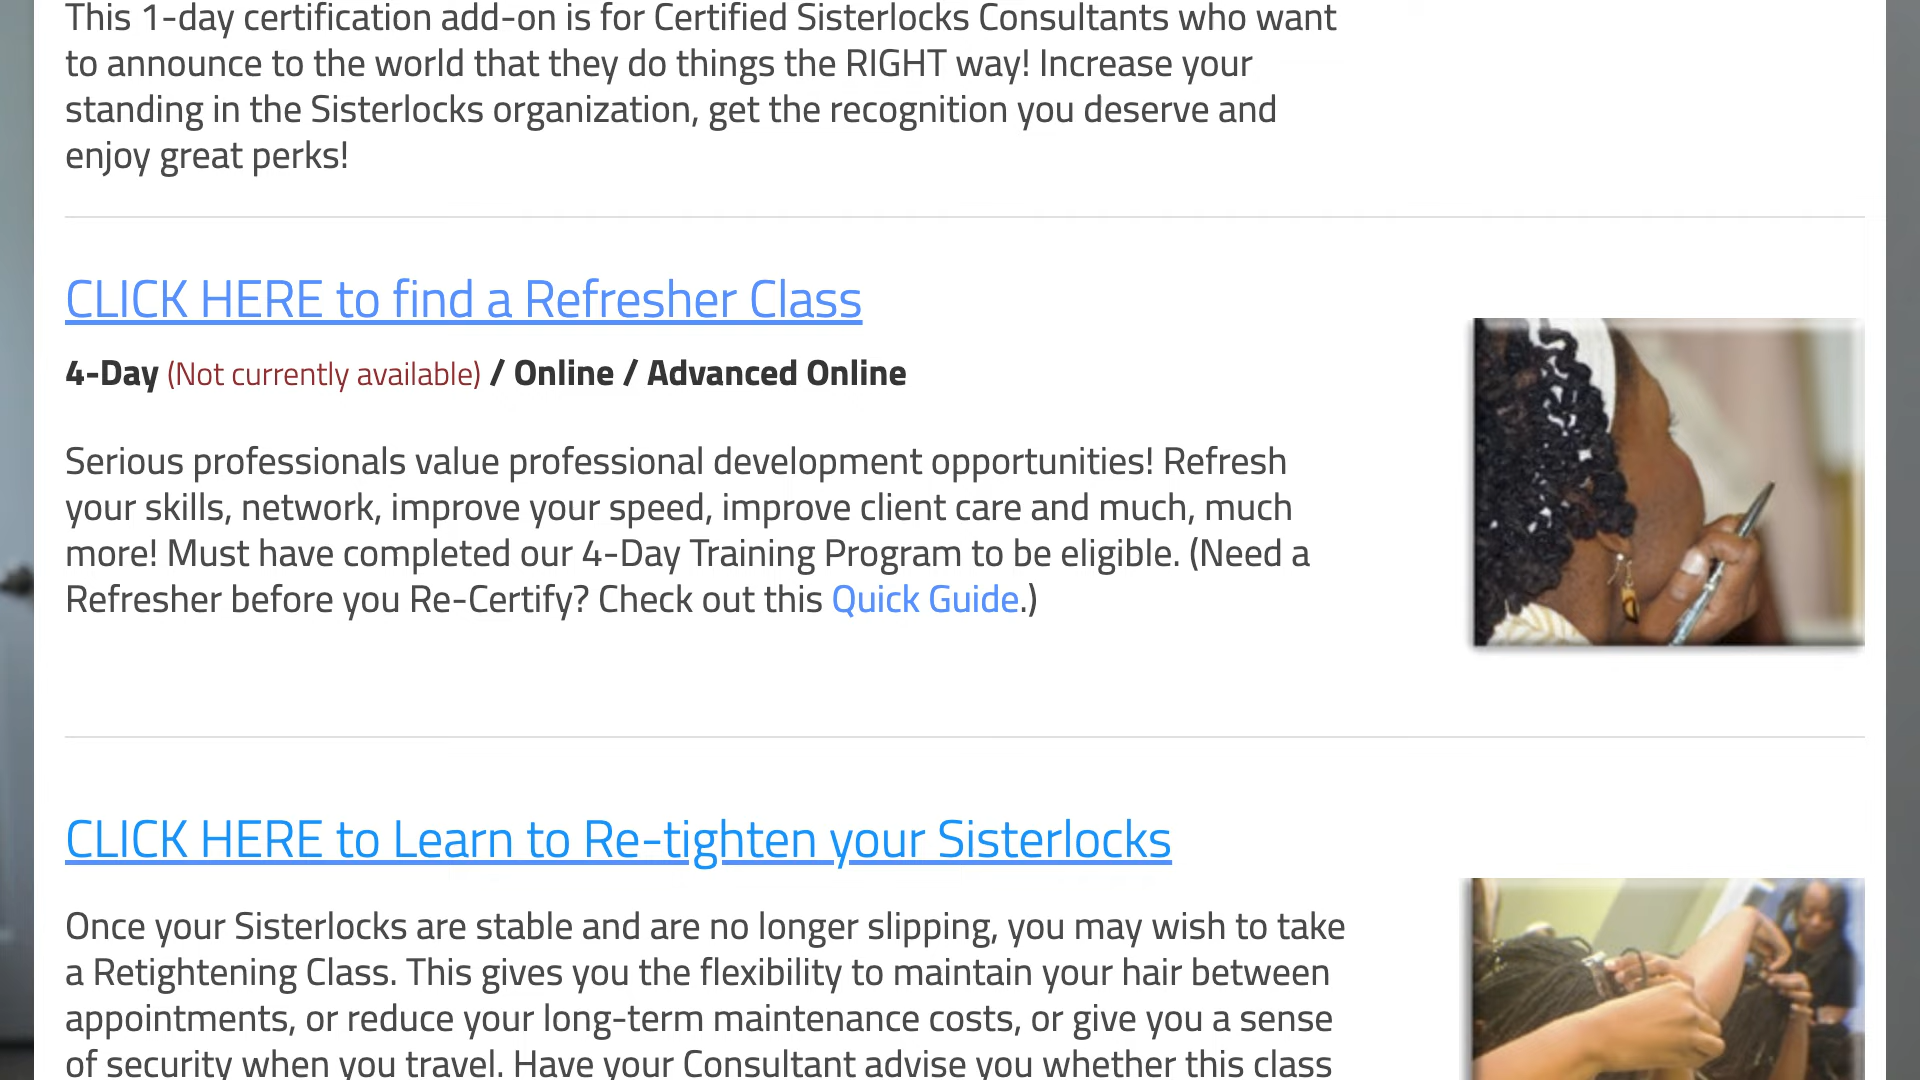 This 1-day certification add-on is for Certified Sisterlocks Consultants who want
to announce to the world that they do things the RIGHT way! Increase your
standing in the Sisterlocks organization, get the recognition you deserve and
enjoy great perks!
CLICK HERE to find a Refresher Class
4-Day (Not currently available) / Online / Advanced Online
Serious professionals value professional development opportunities! Refresh
your skills, network, improve your speed, improve client care and much, much
more! Must have completed our 4-Day Training Program to be eligible. (Need a
Refresher before you Re-Certify? Check out this Quick Guide.)
CLICK HERE to Learn to Re-tighten your Sisterlocks
Once your Sisterlocks are stable and are no longer slipping, you may wish to take
a Retightening Class. This gives you the flexibility to maintain your hair between
appointments, or reduce your long-term maintenance costs, or give you a sense
of security when you travel. Have your Consultant advise you whether this class